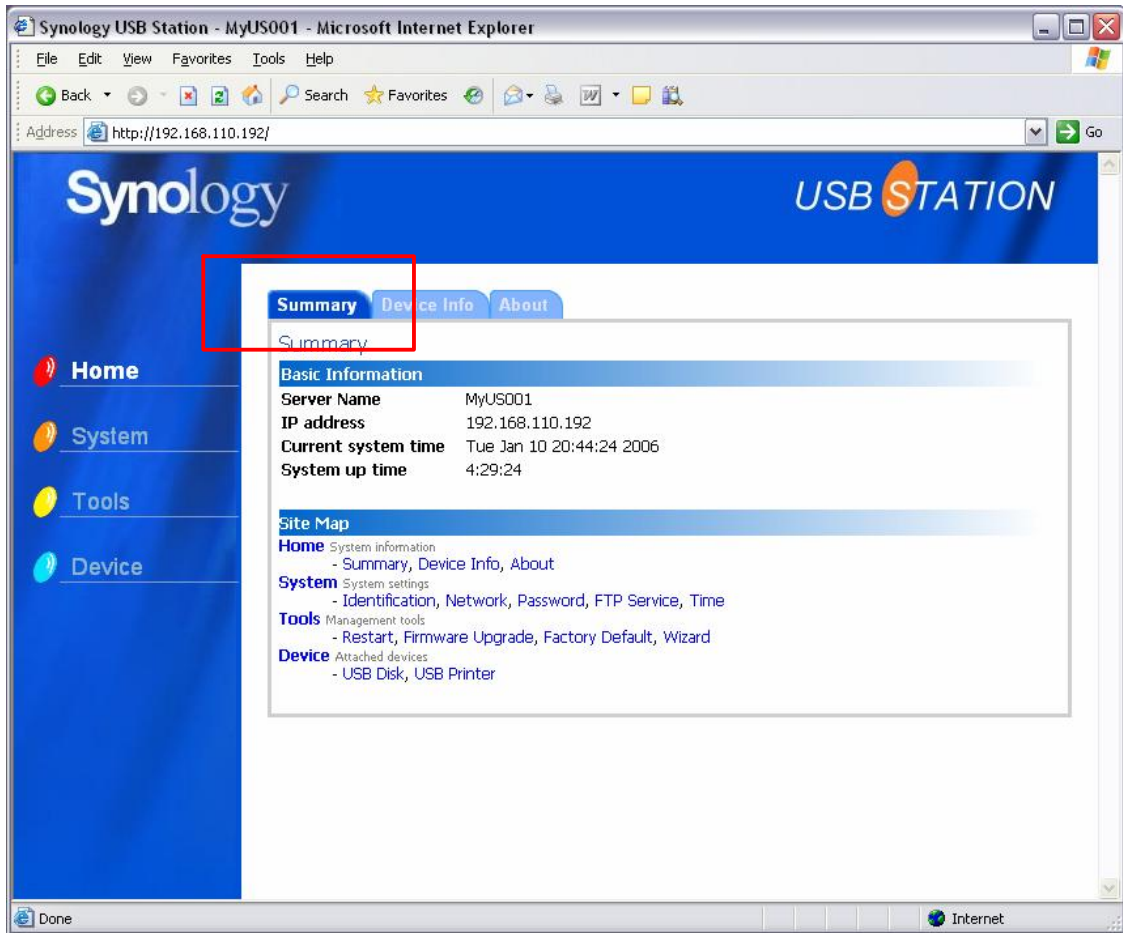 Synology USB Station - MyUS001 - Microsoft Internet Explorer
File Edit View Favorites Tools Help
Back Search Favorites
Address http://192.168.110.192/ Go
Synology USB STATION
Summary Device Info About
Summary
Home
Basic Information
Server Name MyUS001
IP address 192.168.110.192
System
Current system time Tue Jan 10 20:44:24 2006
System up time 4:29:24
Tools
Site Map
Home System information
- Summary, Device Info, About
Device
System System settings
- Identification, Network, Password, FTP Service, Time
Tools Management tools
- Restart, Firmware Upgrade, Factory Default, Wizard
Device Attached devices
- USB Disk, USB Printer
Done Internet